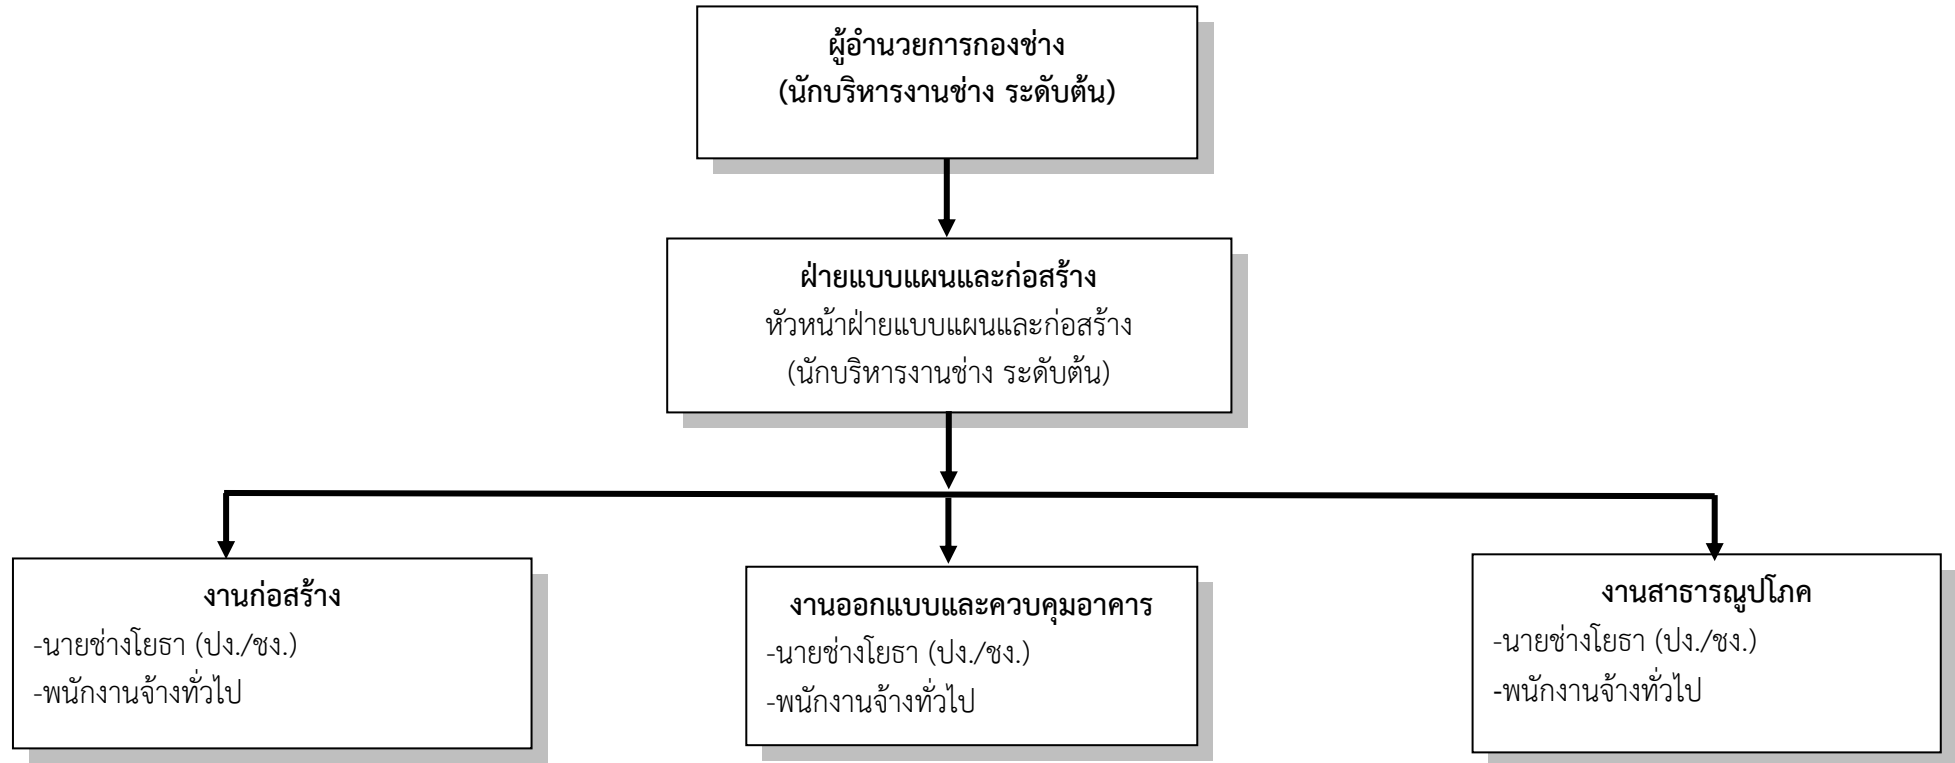 ผู้อำนวยการกองช่าง
(นักบริหารงานช่าง ระดับต้น)
ฝ่ายแบบแผนและก่อสร้าง
หัวหน้าฝ่ายแบบแผนและก่อสร้าง
(นักบริหารงานช่าง ระดับต้น)
งานก่อสร้าง
-นายช่างโยธา (ปง./ชง.)
-พนักงานจ้างทั่วไป
งานออกแบบและควบคุมอาคาร
-นายช่างโยธา (ปง./ชง.)
-พนักงานจ้างทั่วไป
งานสาธารณูปโภค
-นายช่างโยธา (ปง./ชง.)
-พนักงานจ้างทั่วไป